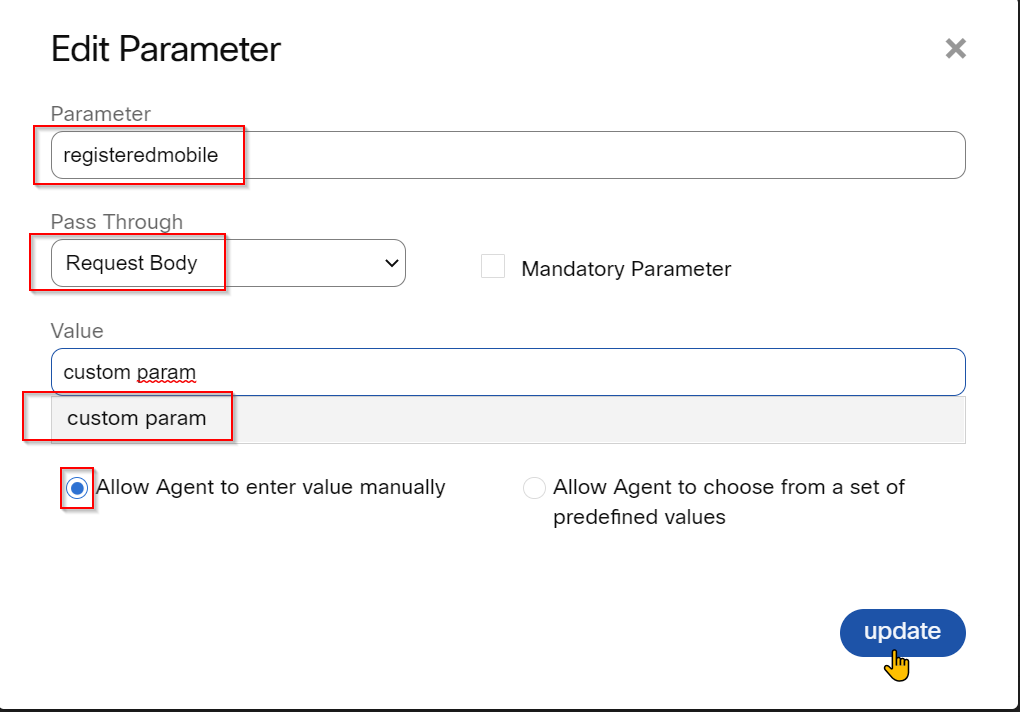 Edit Parameter
Parameter
registeredmobile
Pass Through
Request Body
Mandatory Parameter
Value
custom param
custom param
Allow Agent to enter value manually
Allow Agent to choose from a set of
predefined values
update